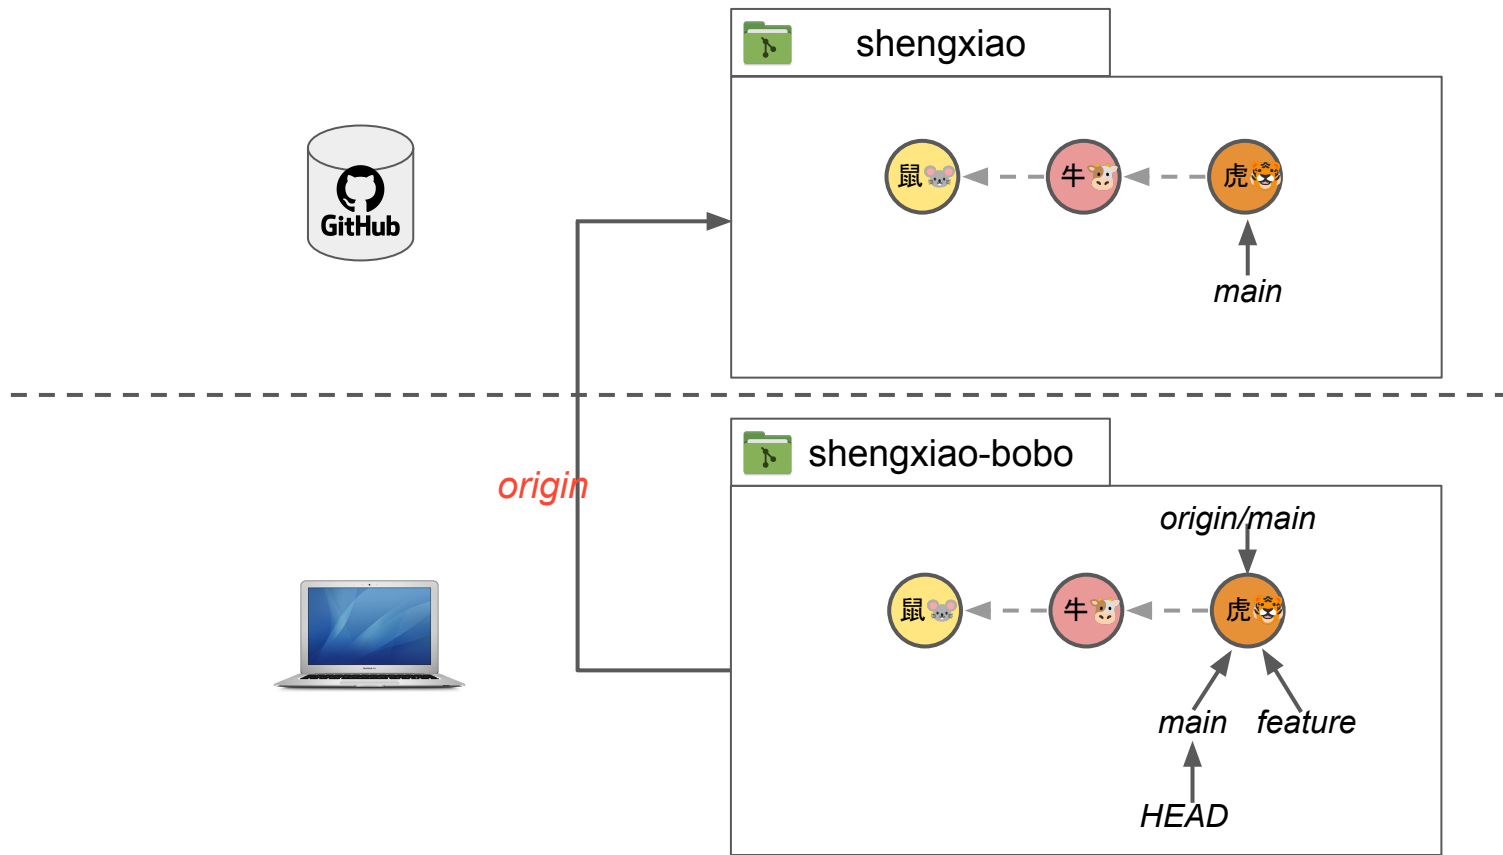 shengxiao
GitHub
鼠
牛
虎
main
shengxiao-bobo
origin
origin/main
鼠
牛
虎
main
feature
HEAD